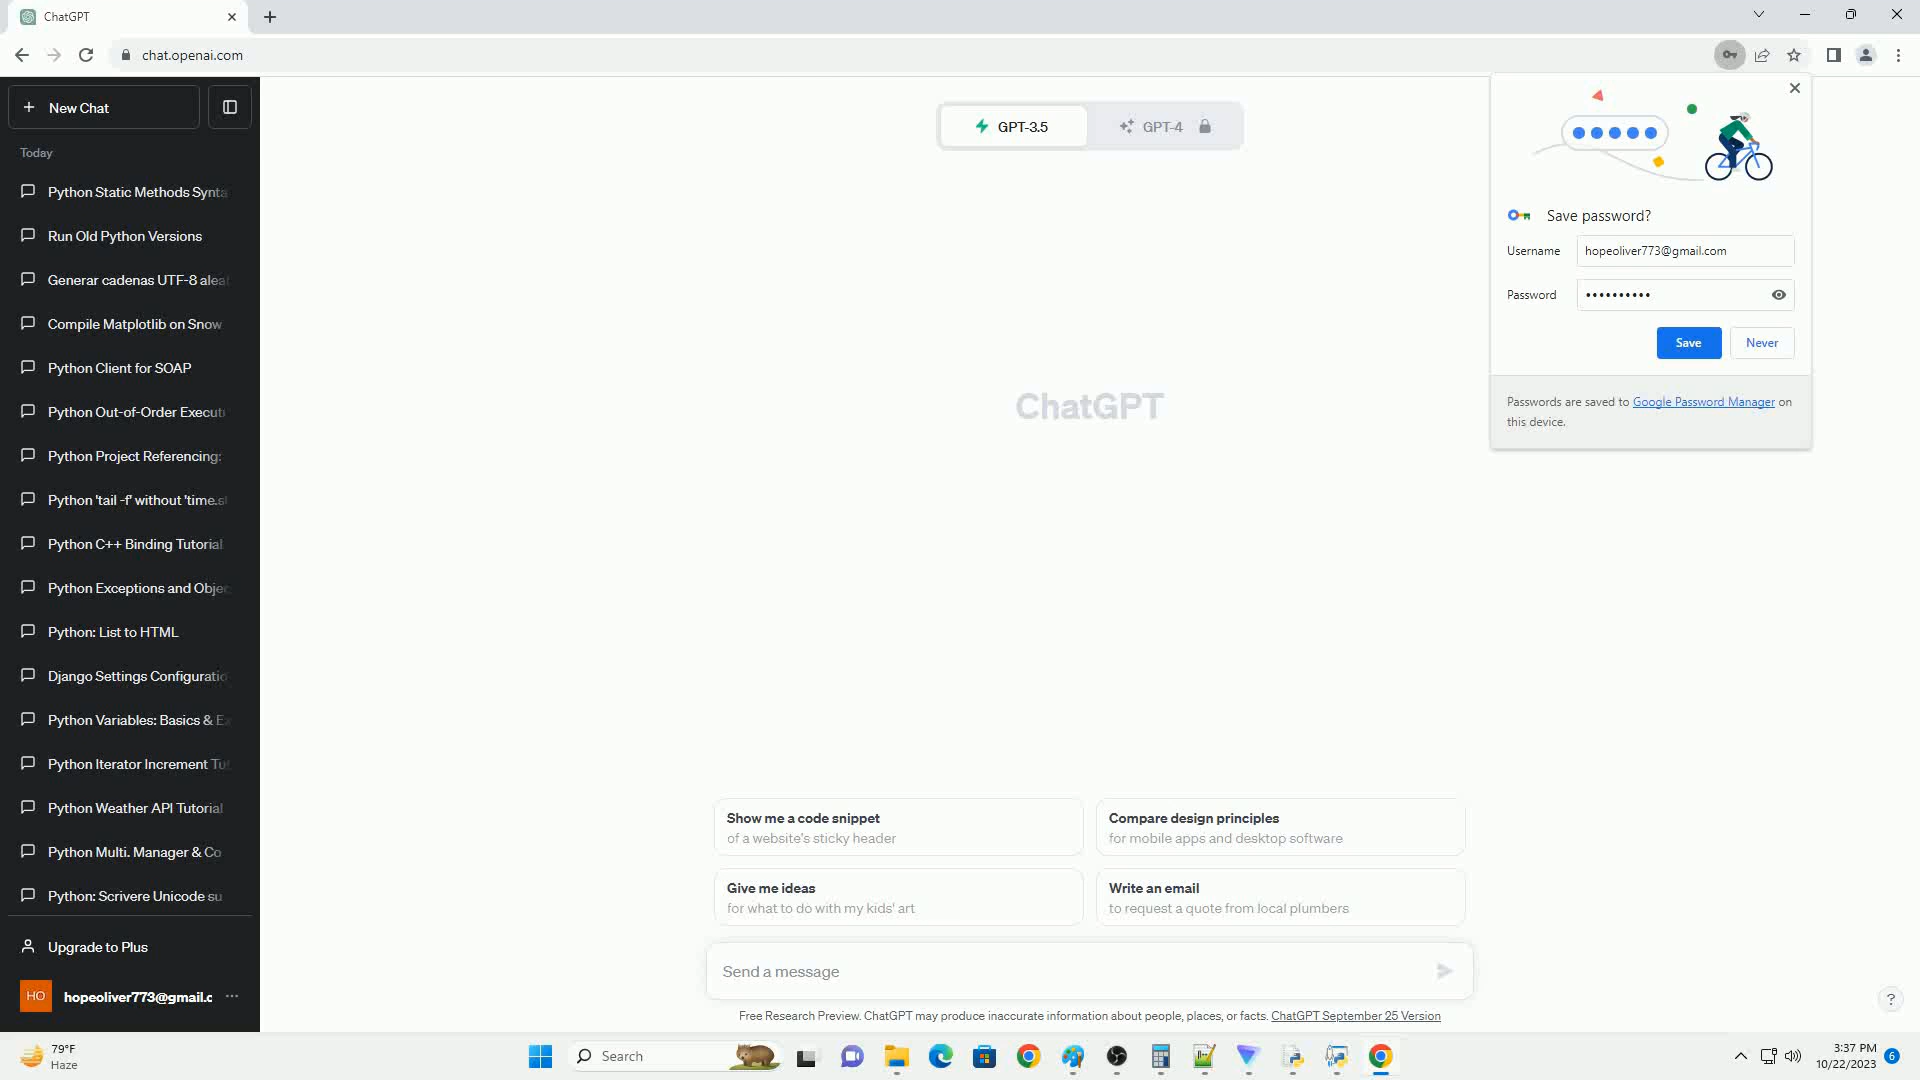 ChatGPT
chat.openai.com
New Chat
Today
Python Static Methods Synta
Run Old Python Versions
Generar cadenas UTF-8 aleat
Compile Matplotlib on Snow
Python Client for SOAP
Python Out-of-Order Executi
Python Project Referencing:
Python 'tail -f' without 'time.sl
Python C++ Binding Tutorial
Python Exceptions and Objec
Python: List to HTML
Django Settings Configuratio
Python Variables: Basics & Ex
Python Iterator Increment Tut
Python Weather API Tutorial
Python Multi. Manager & Co
Python: Scrivere Unicode su
Upgrade to Plus
HO
hopeoliver773@gmail.c
GPT-3.5
GPT-4
ChatGPT
Show me a code snippet
of a website's sticky header
Compare design principles
for mobile apps and desktop software
Give me ideas
for what to do with my kids' art
Write an email
to request a quote from local plumbers
Send a message
Free Research Preview. ChatGPT may produce inaccurate information about people, places, or facts. ChatGPT September 25 Version
?
Save password?
Username
hopeoliver773@gmail.com
Password
••••••••••
Save
Never
Passwords are saved to Google Password Manager on
this device.
79°F
Haze
Search
3:37 PM
10/22/2023
6